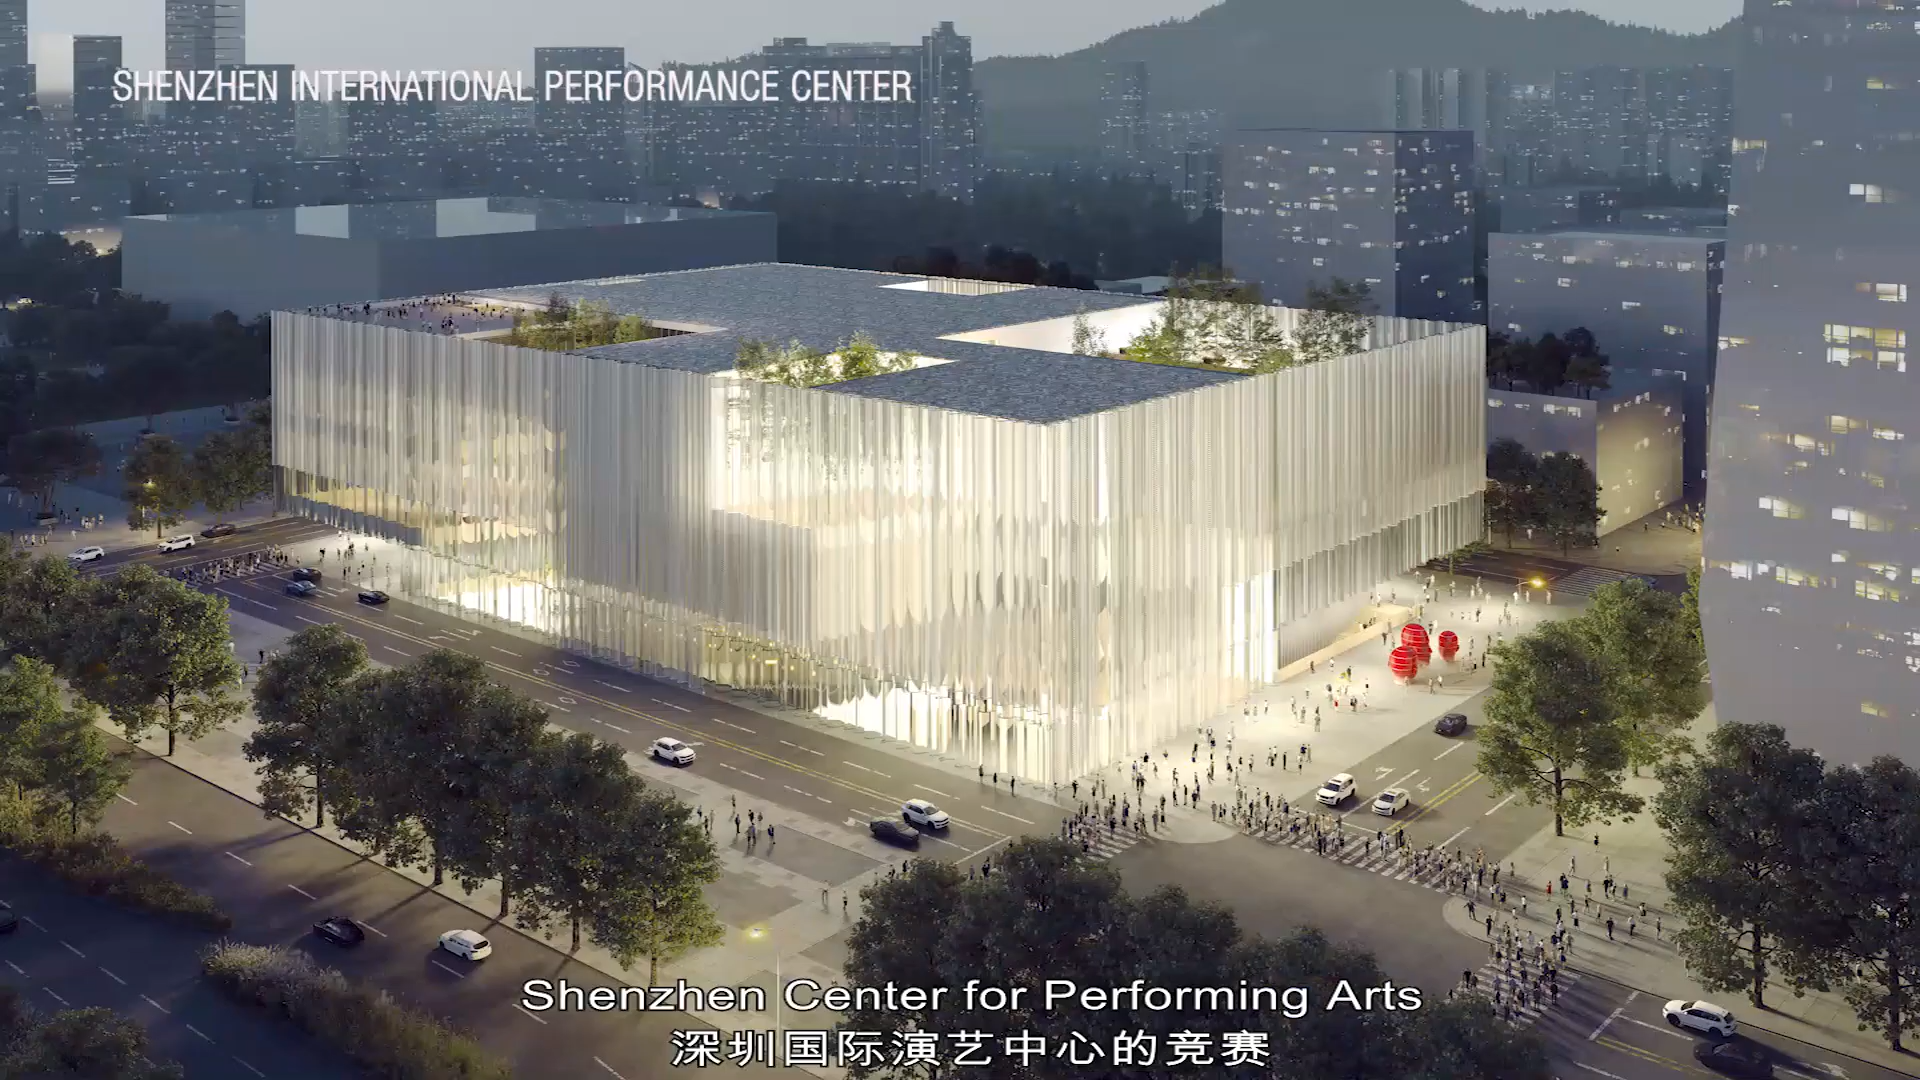 SHENZHEN INTERNATIONAL PERFORMANCE CENTER
Shenzhen Center for Performing Arts
深圳国际演艺中心的竞赛